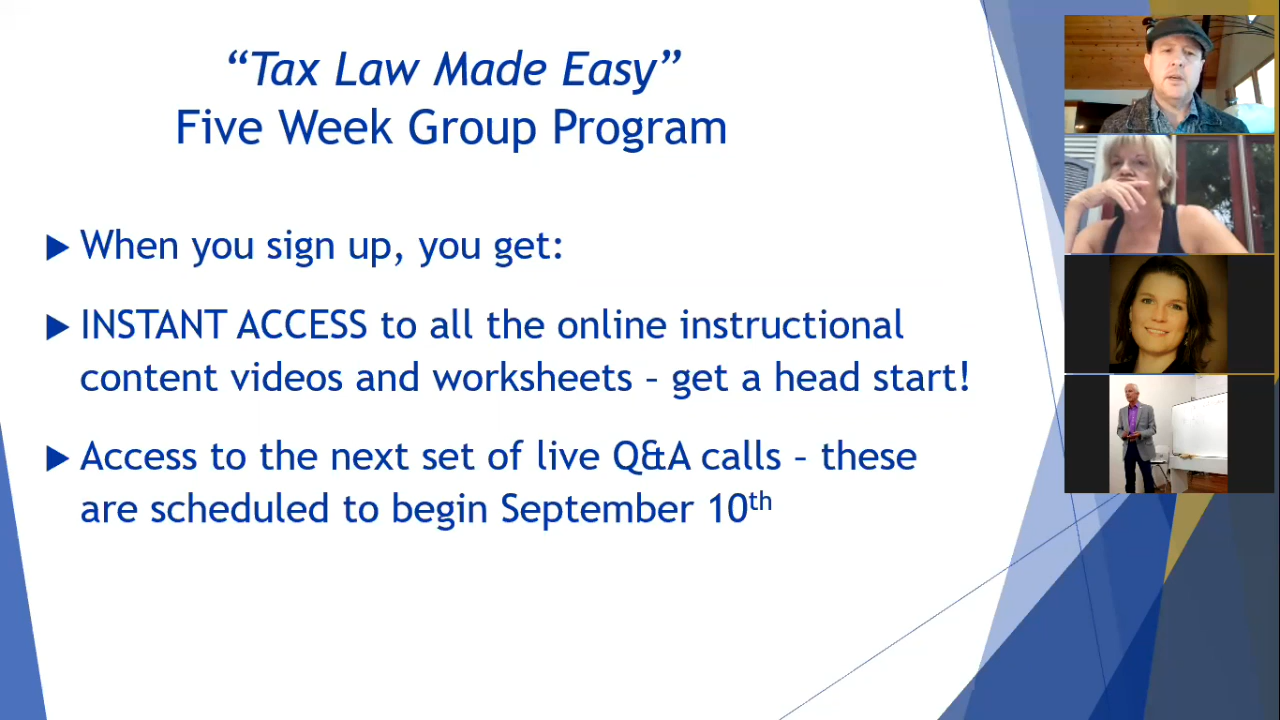 “Tax Law Made Easy”
Five Week Group Program
When you sign up, you get:
INSTANT ACCESS to all the online instructional
content videos and worksheets – get a head start!
Access to the next set of live Q&A calls – these
are scheduled to begin September 10th